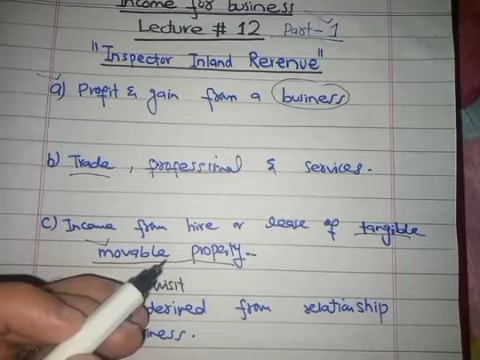 Income for business.
Lecture # 12 Part-1
"Inspector Inland Revenue"
a) Profit & gain from a business
b) Trade, professional & services.
c) Income from hire or lease of tangible
movable property.
derived from relationship